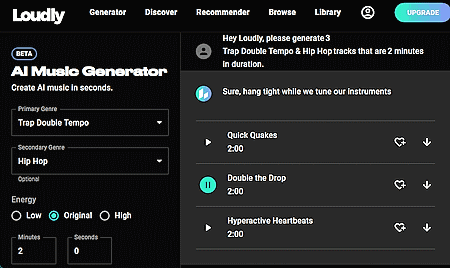 Loudly
Generator
Discover
Recommender
Browse
Library
UPGRADE
BETA
AI Music Generator
Create AI music in seconds.
Primary Genre
Trap Double Tempo
Secondary Genre
Hip Hop
Optional
Energy
Low
Original
High
Minutes
2
Seconds
0
Hey Loudly, please generate 3
Trap Double Tempo & Hip Hop tracks that are 2 minutes
in duration.
Sure, hang tight while we tune our instruments
Quick Quakes
2:00
Double the Drop
2:00
Hyperactive Heartbeats
2:00